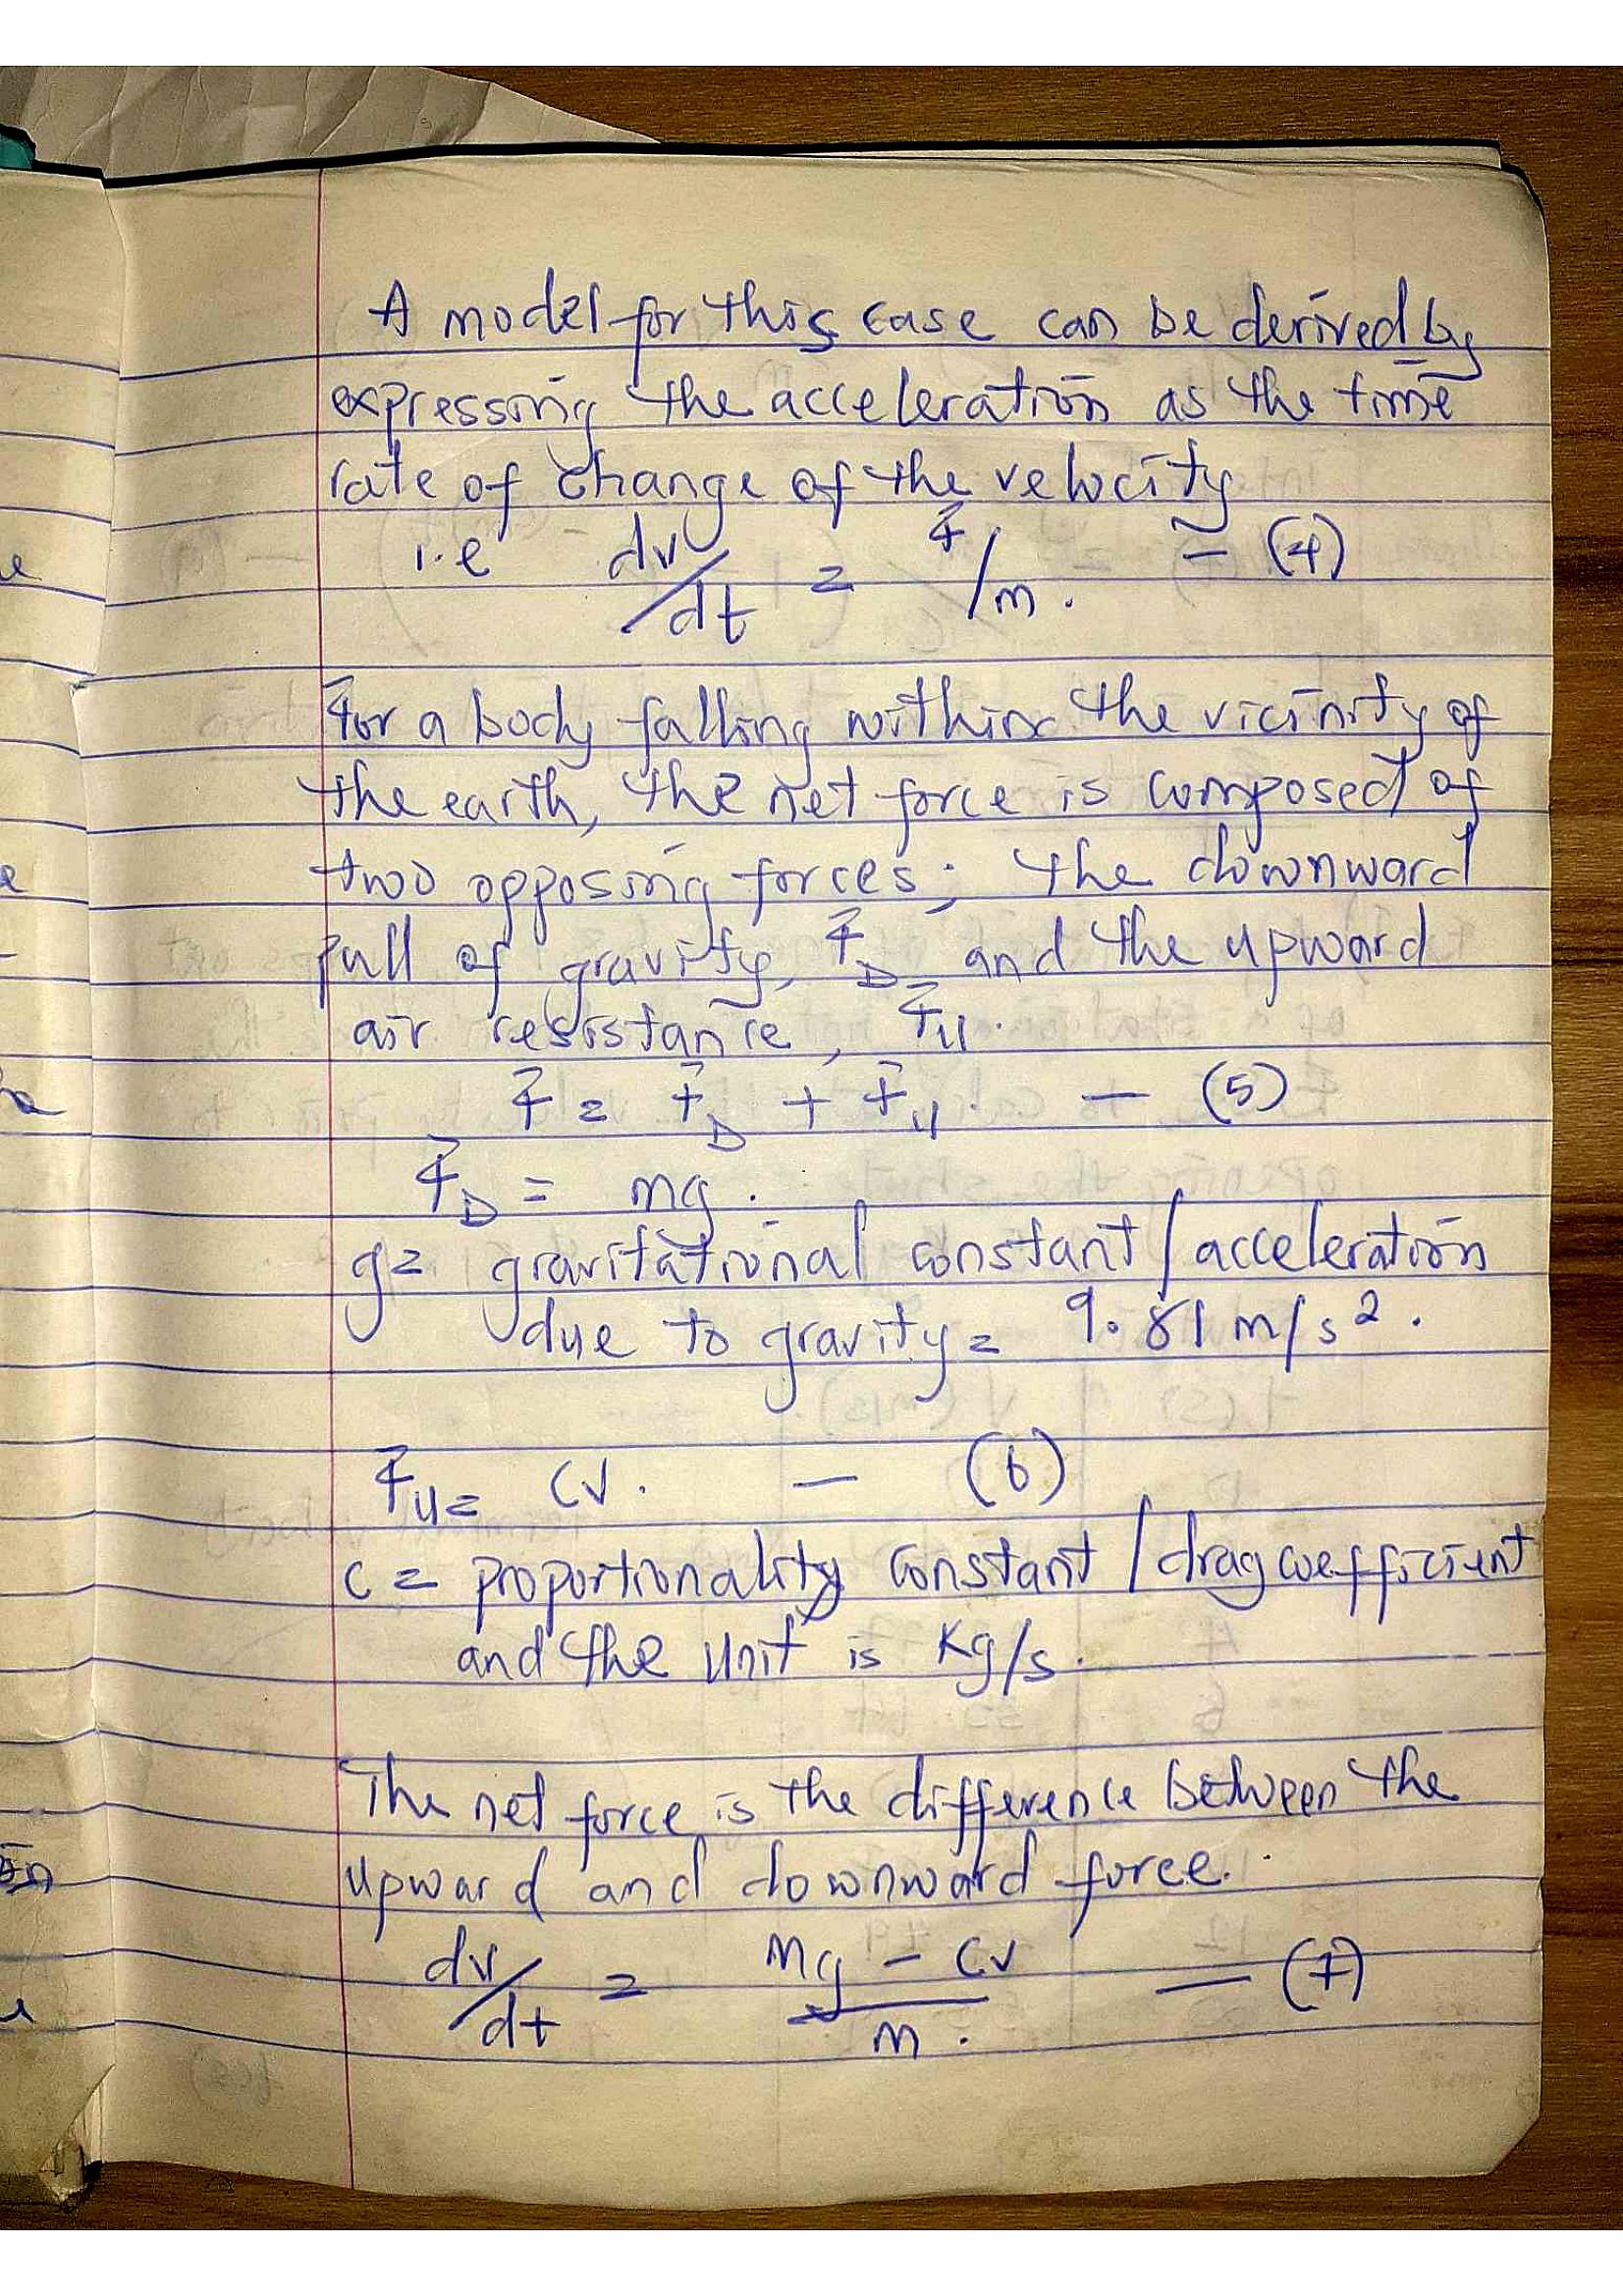 A model for this case can be derived by
expressing the acceleration as the time
rate of change of the velocity
i.e dv/dt = F/m. — (4)
For a body falling within the vicinity of
the earth, the net force is composed of
two opposing forces; the downward
pull of gravity, F_D and the upward
air resistance, F_U.
F = F_D + F_U. — (5)
F_D = mg.
g = gravitational constant / acceleration
due to gravity = 9.81 m/s².
F_U = cv. — (6)
c = proportionality constant / drag coefficient
and the unit is Kg/s.
The net force is the difference between the
upward and downward force.
dv/dt = mg - cv / m. — (7)